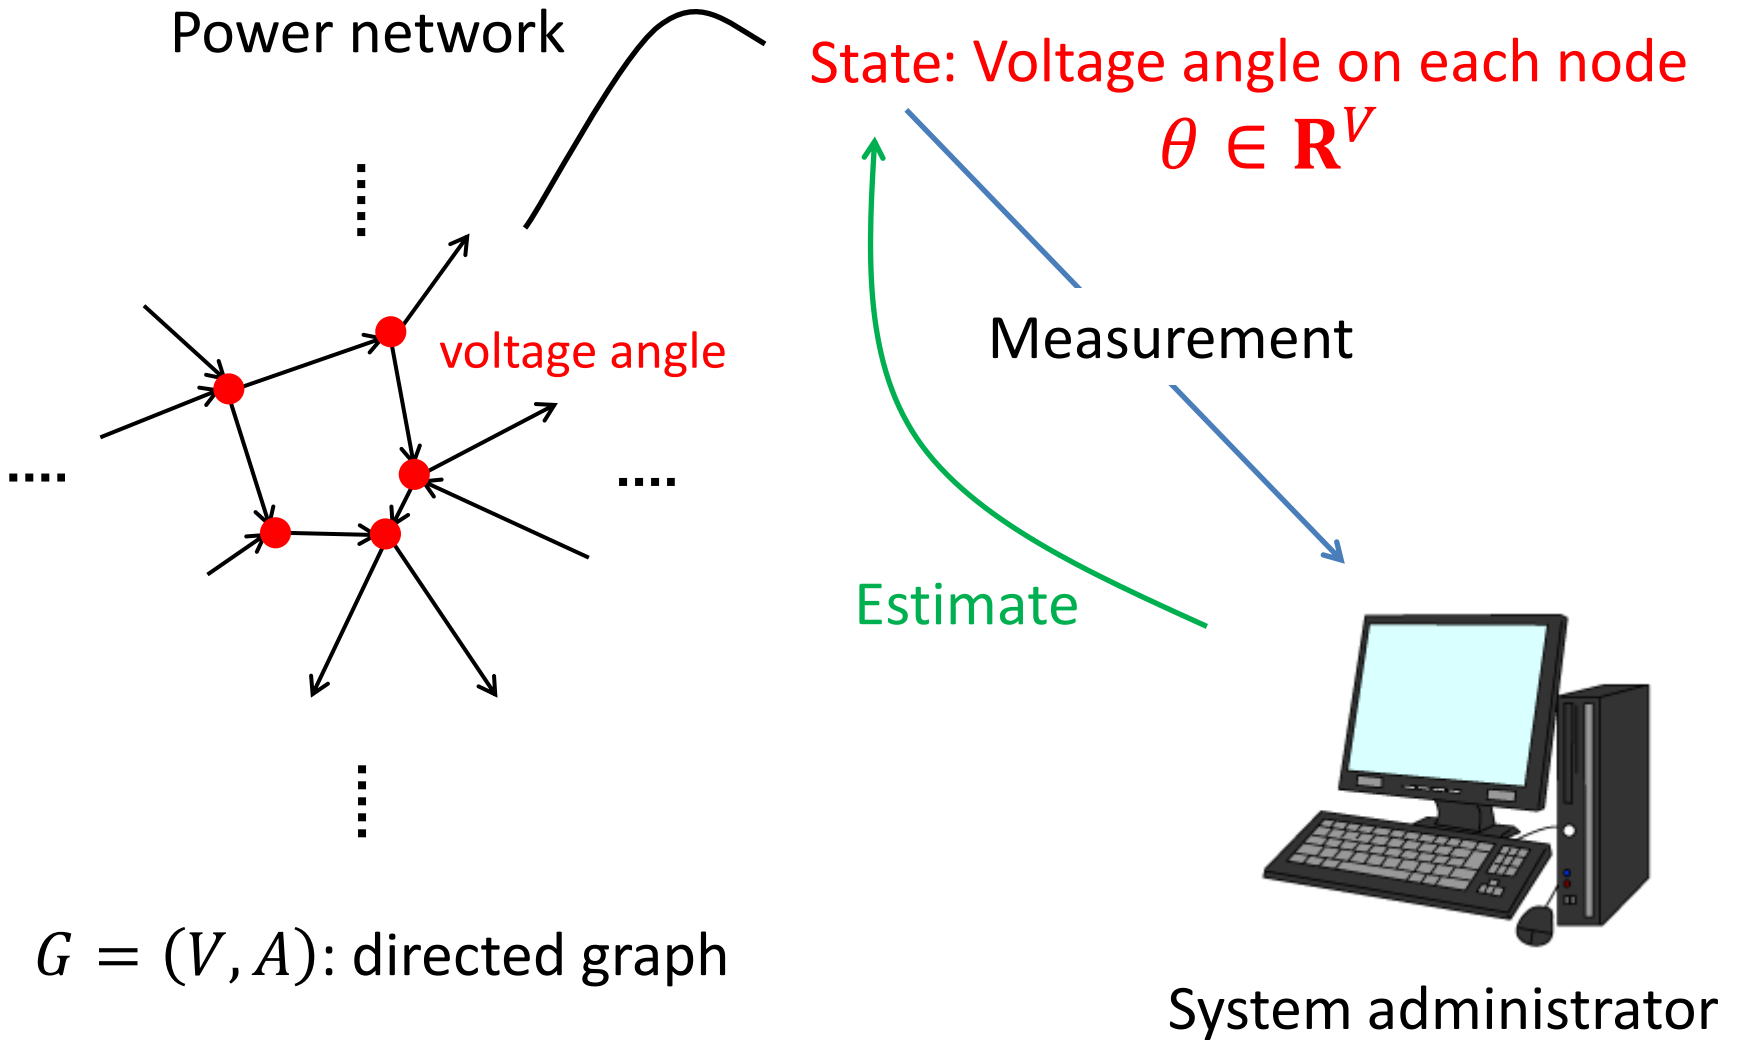 Power network
State: Voltage angle on each node
θ ∈ R^V
voltage angle
Measurement
Estimate
G = (V, A): directed graph
System administrator